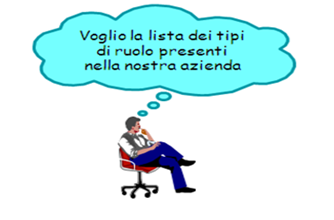 Voglio la lista dei tipi
di ruolo presenti
nella nostra azienda